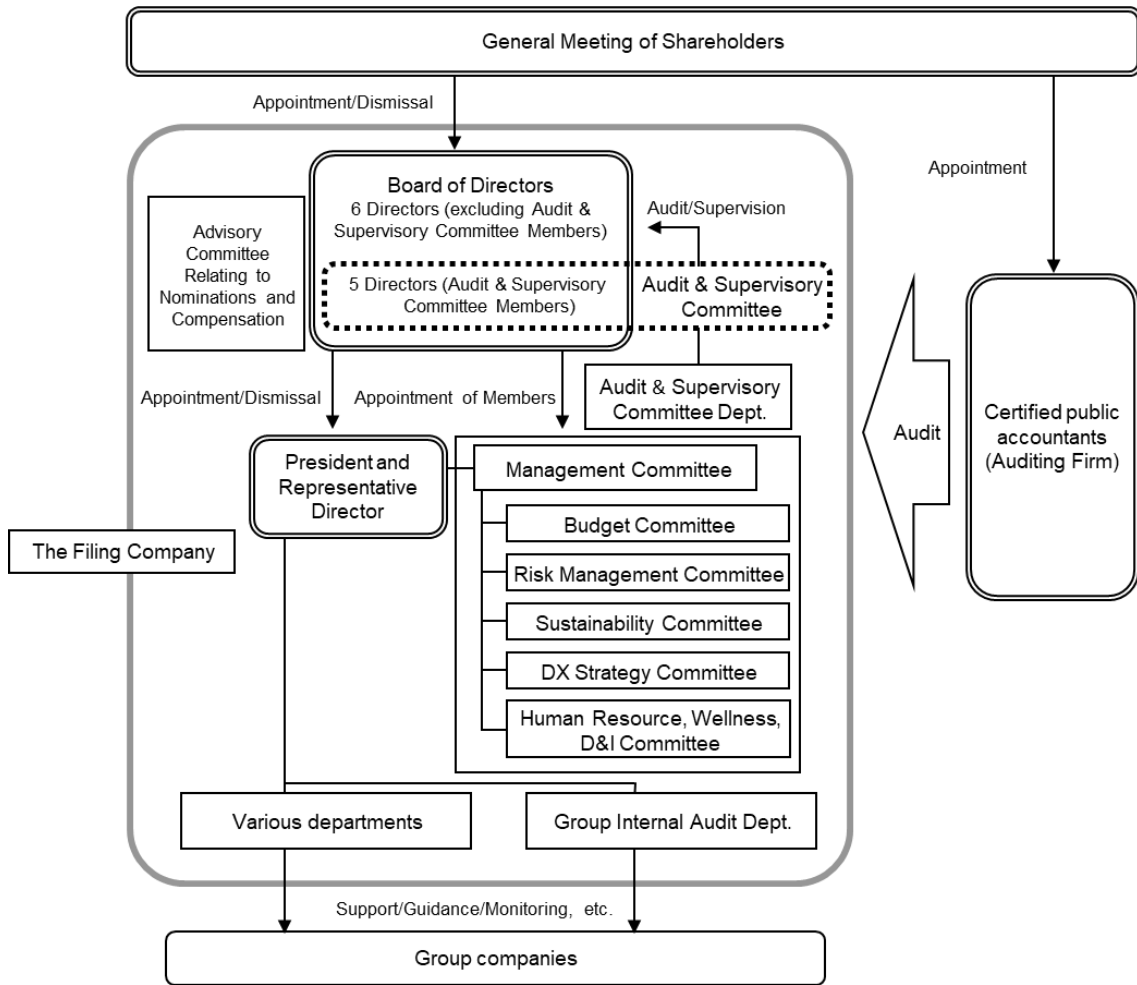 General Meeting of Shareholders
Appointment/Dismissal
Appointment
Board of Directors
6 Directors (excluding Audit &
Supervisory Committee Members)
Audit/Supervision
Advisory
Committee
Relating to
Nominations and
Compensation
5 Directors (Audit & Supervisory
Committee Members)
Audit & Supervisory
Committee
Appointment/Dismissal
Appointment of Members
Audit & Supervisory
Committee Dept.
Audit
Certified public
accountants
(Auditing Firm)
President and
Representative
Director
Management Committee
Budget Committee
The Filing Company
Risk Management Committee
Sustainability Committee
DX Strategy Committee
Human Resource, Wellness,
D&I Committee
Various departments
Group Internal Audit Dept.
Support/Guidance/Monitoring, etc.
Group companies